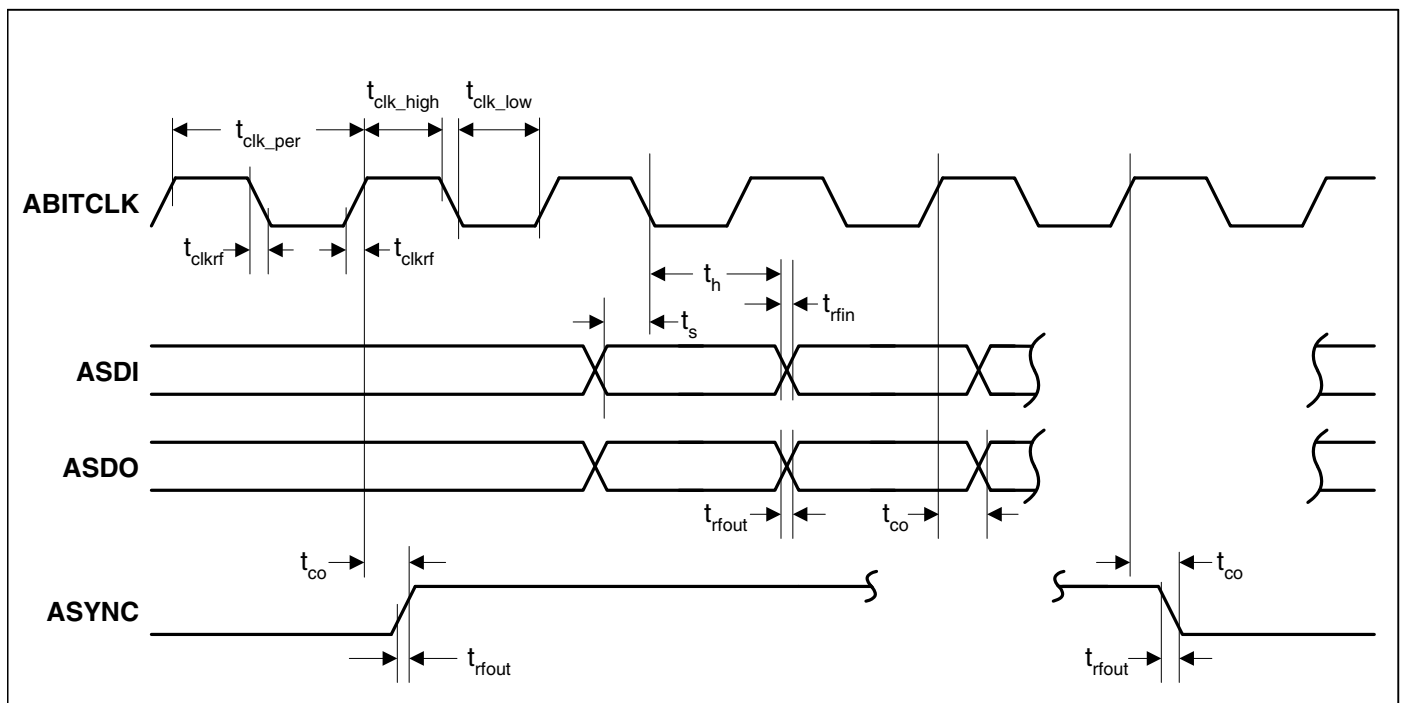 t_clk_high t_clk_low
t_clk_per
ABITCLK
t_clkrf t_clkrf
t_h
t_rfin
t_s
ASDI
ASDO
t_rfout t_co
t_co t_co
ASYNC
t_rfout t_rfout